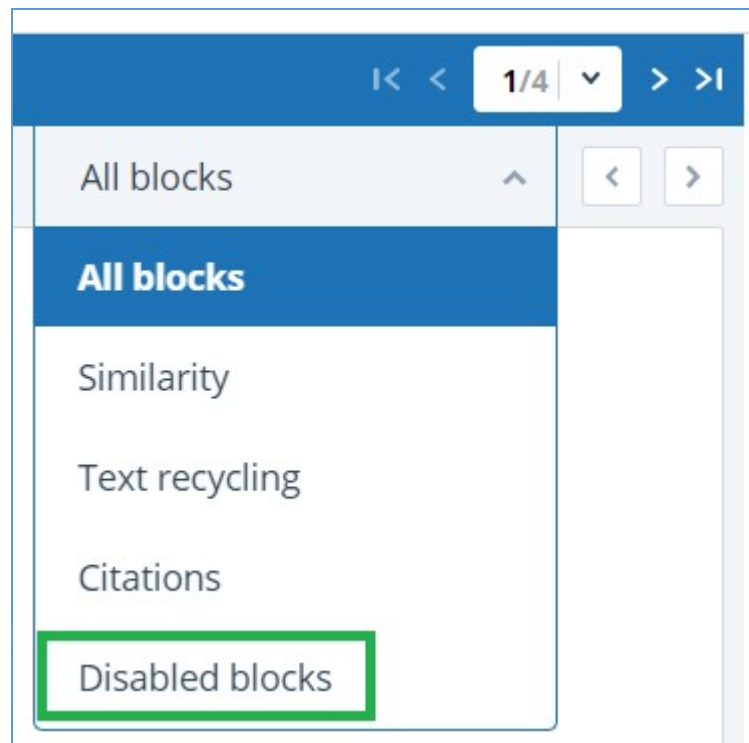 1/4
All blocks
All blocks
Similarity
Text recycling
Citations
Disabled blocks